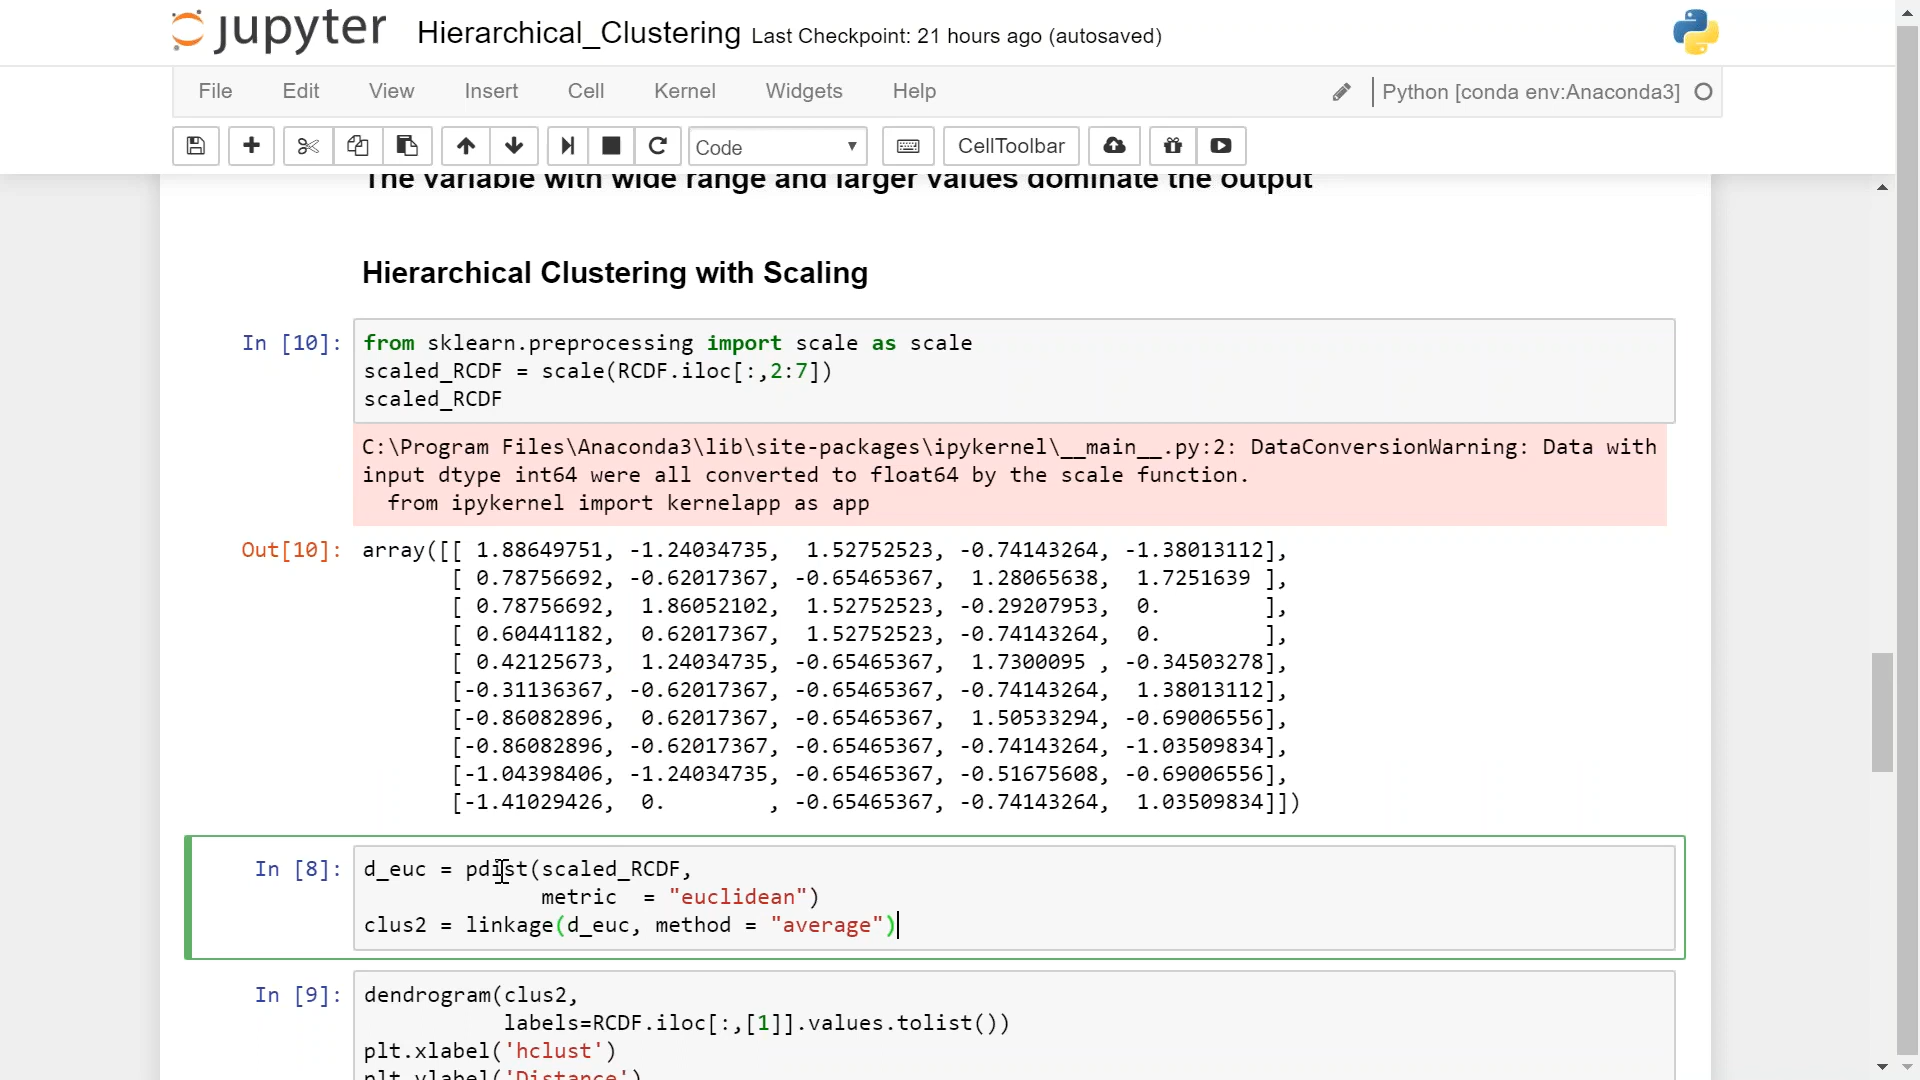 jupyter Hierarchical_Clustering Last Checkpoint: 21 hours ago (autosaved)
File Edit View Insert Cell Kernel Widgets Help Python [conda env:Anaconda3]
Code CellToolbar
The variable with wide range and larger values dominate the output
Hierarchical Clustering with Scaling
In [10]: from sklearn.preprocessing import scale as scale
scaled_RCDF = scale(RCDF.iloc[:,2:7])
scaled_RCDF
C:\Program Files\Anaconda3\lib\site-packages\ipykernel\__main__.py:2: DataConversionWarning: Data with
input dtype int64 were all converted to float64 by the scale function.
from ipykernel import kernelapp as app
Out[10]: array([[ 1.88649751, -1.24034735, 1.52752523, -0.74143264, -1.38013112],
[ 0.78756692, -0.62017367, -0.65465367, 1.28065638, 1.7251639 ],
[ 0.78756692, 1.86052102, 1.52752523, -0.29207953, 0. ],
[ 0.60441182, 0.62017367, 1.52752523, -0.74143264, 0. ],
[ 0.42125673, 1.24034735, -0.65465367, 1.7300095 , -0.34503278],
[-0.31136367, -0.62017367, -0.65465367, -0.74143264, 1.38013112],
[-0.86082896, 0.62017367, -0.65465367, 1.50533294, -0.69006556],
[-0.86082896, -0.62017367, -0.65465367, -0.74143264, -1.03509834],
[-1.04398406, -1.24034735, -0.65465367, -0.51675608, -0.69006556],
[-1.41029426, 0. , -0.65465367, -0.74143264, 1.03509834]])
In [8]: d_euc = pdist(scaled_RCDF,
metric = "euclidean")
clus2 = linkage(d_euc, method = "average")
In [9]: dendrogram(clus2,
labels=RCDF.iloc[:,[1]].values.tolist())
plt.xlabel('hclust')
plt.ylabel('Distance')